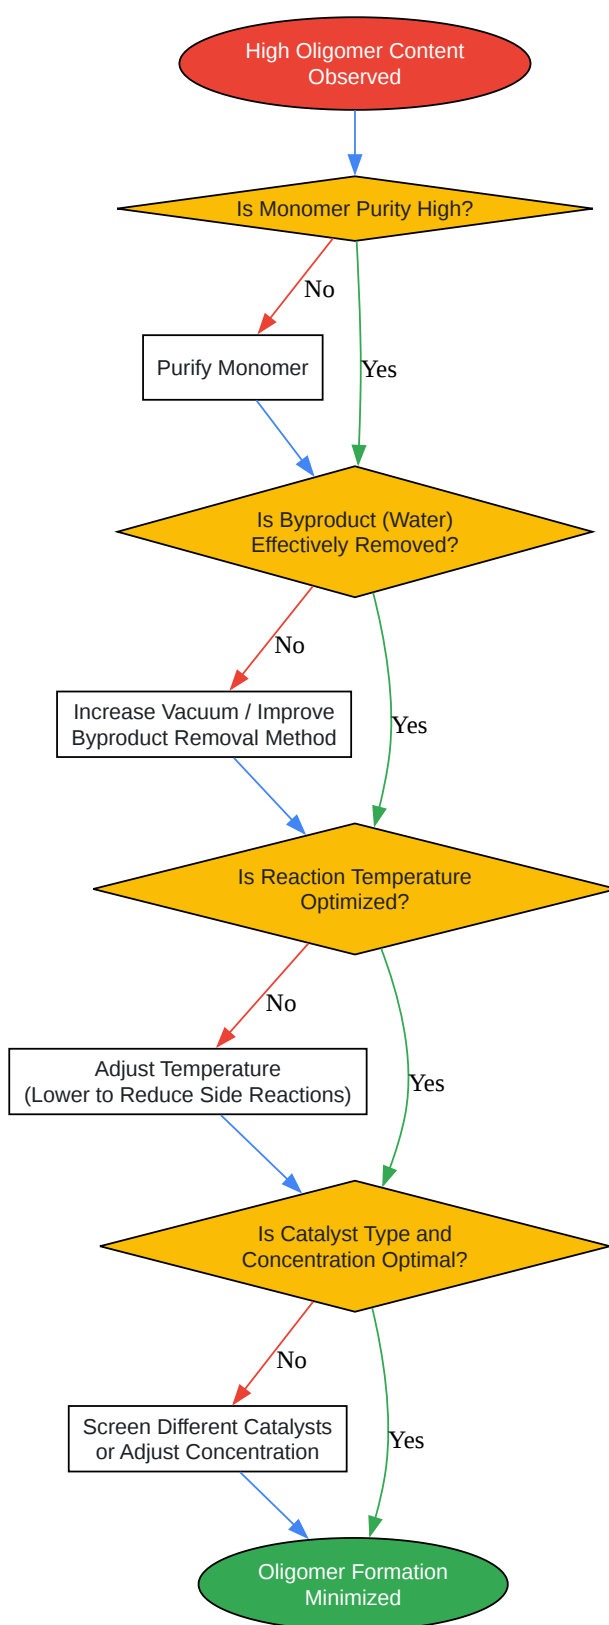 High Oligomer Content
Observed
Is Monomer Purity High?
No
Purify Monomer
Yes
Is Byproduct (Water)
Effectively Removed?
No
Increase Vacuum / Improve
Byproduct Removal Method
Yes
Is Reaction Temperature
Optimized?
No
Adjust Temperature
(Lower to Reduce Side Reactions)
Yes
Is Catalyst Type and
Concentration Optimal?
No
Screen Different Catalysts
or Adjust Concentration
Yes
Oligomer Formation
Minimized